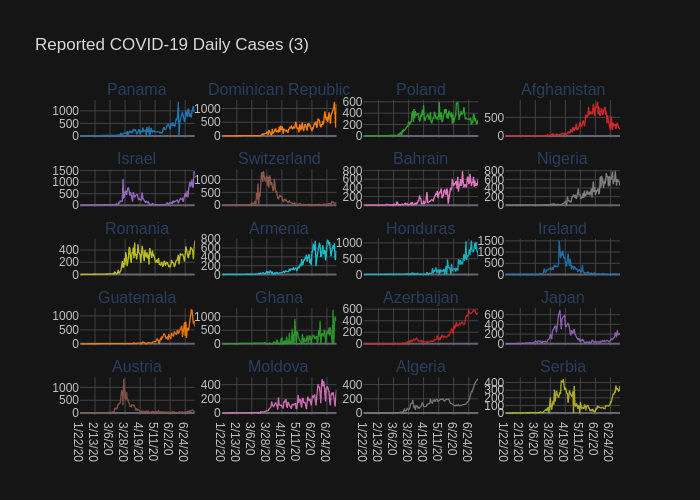 Reported COVID-19 Daily Cases (3)
Panama Dominican Republic Poland Afghanistan
1000 500 0 1000 500 0 600 400 200 0 500 0
Israel Switzerland Bahrain Nigeria
1500 1000 500 0 1000 500 0 800 600 400 200 0 800 600 400 200 0
Romania Armenia Honduras Ireland
400 200 0 800 600 400 200 0 1000 500 0 1500 1000 500 0
Guatemala Ghana Azerbaijan Japan
1000 500 0 1000 500 0 600 400 200 0 600 400 200 0
Austria Moldova Algeria Serbia
1000 500 0 400 200 0 400 200 0 400 300 200 100 0
1/22/20 2/13/20 3/6/20 3/28/20 4/19/20 5/11/20 6/2/20 6/24/20 1/22/20 2/13/20 3/6/20 3/28/20 4/19/20 5/11/20 6/2/20 6/24/20 1/22/20 2/13/20 3/6/20 3/28/20 4/19/20 5/11/20 6/2/20 6/24/20 1/22/20 2/13/20 3/6/20 3/28/20 4/19/20 5/11/20 6/2/20 6/24/20